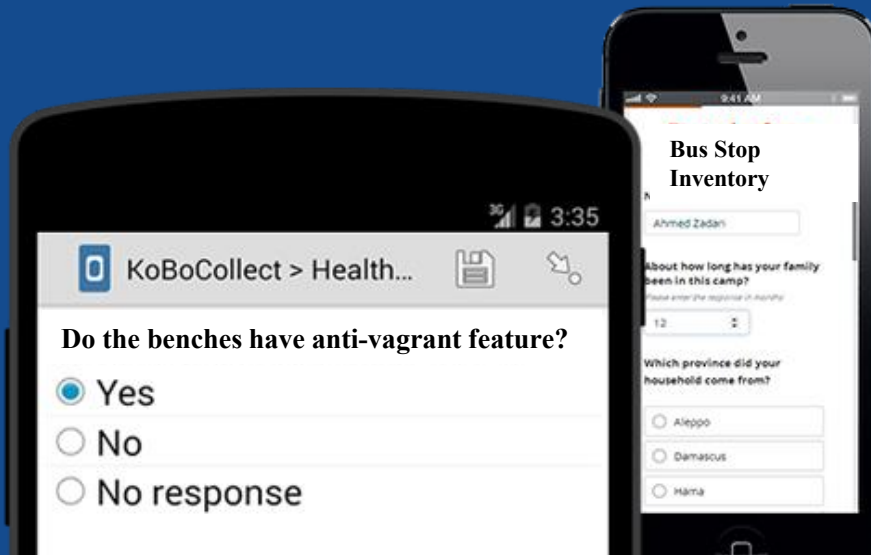 3G 3:35
KoBoCollect > Health...
Do the benches have anti-vagrant feature?
Yes
No
No response
9:41 AM
Bus Stop
Inventory
Ahmed Zadan
About how long has your family
been in this camp?
Please enter the response in months
12
Which province did your
household come from?
Aleppo
Damascus
Hama